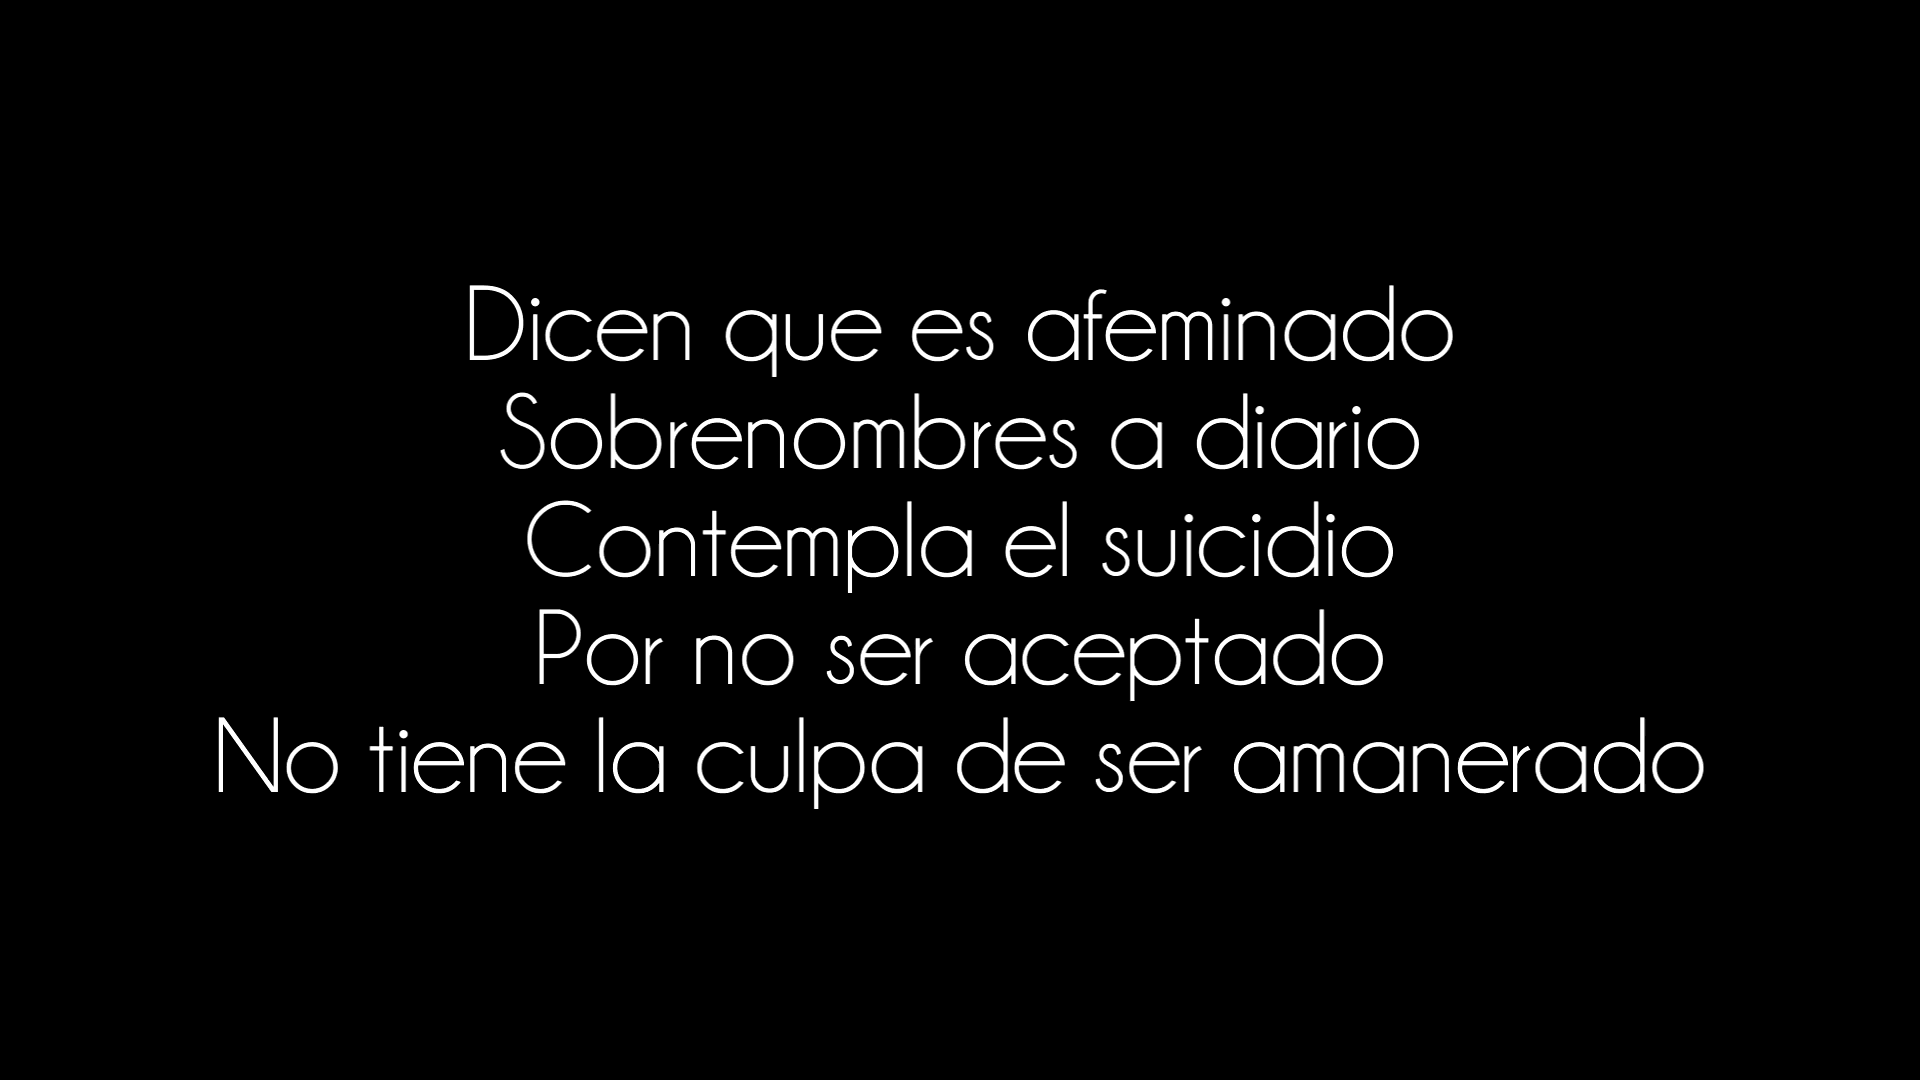 Dicen que es afeminado
Sobrenombres a diario
Contempla el suicidio
Por no ser aceptado
No tiene la culpa de ser amanerado